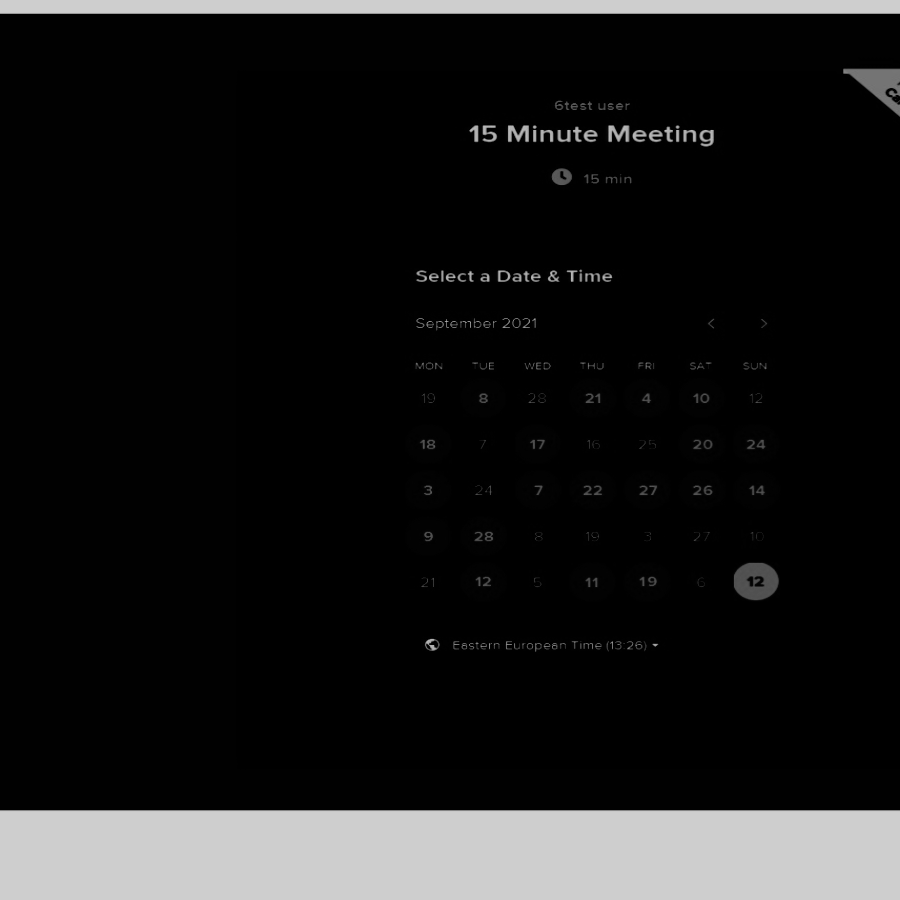 6test user
15 Minute Meeting
15 min
Select a Date & Time
September 2021
MON TUE WED THU FRI SAT SUN
19 8 28 21 4 10 12
18 7 17 16 25 20 24
3 24 7 22 27 26 14
9 28 8 19 3 27 10
21 12 5 11 19 6 12
Eastern European Time (13:26)